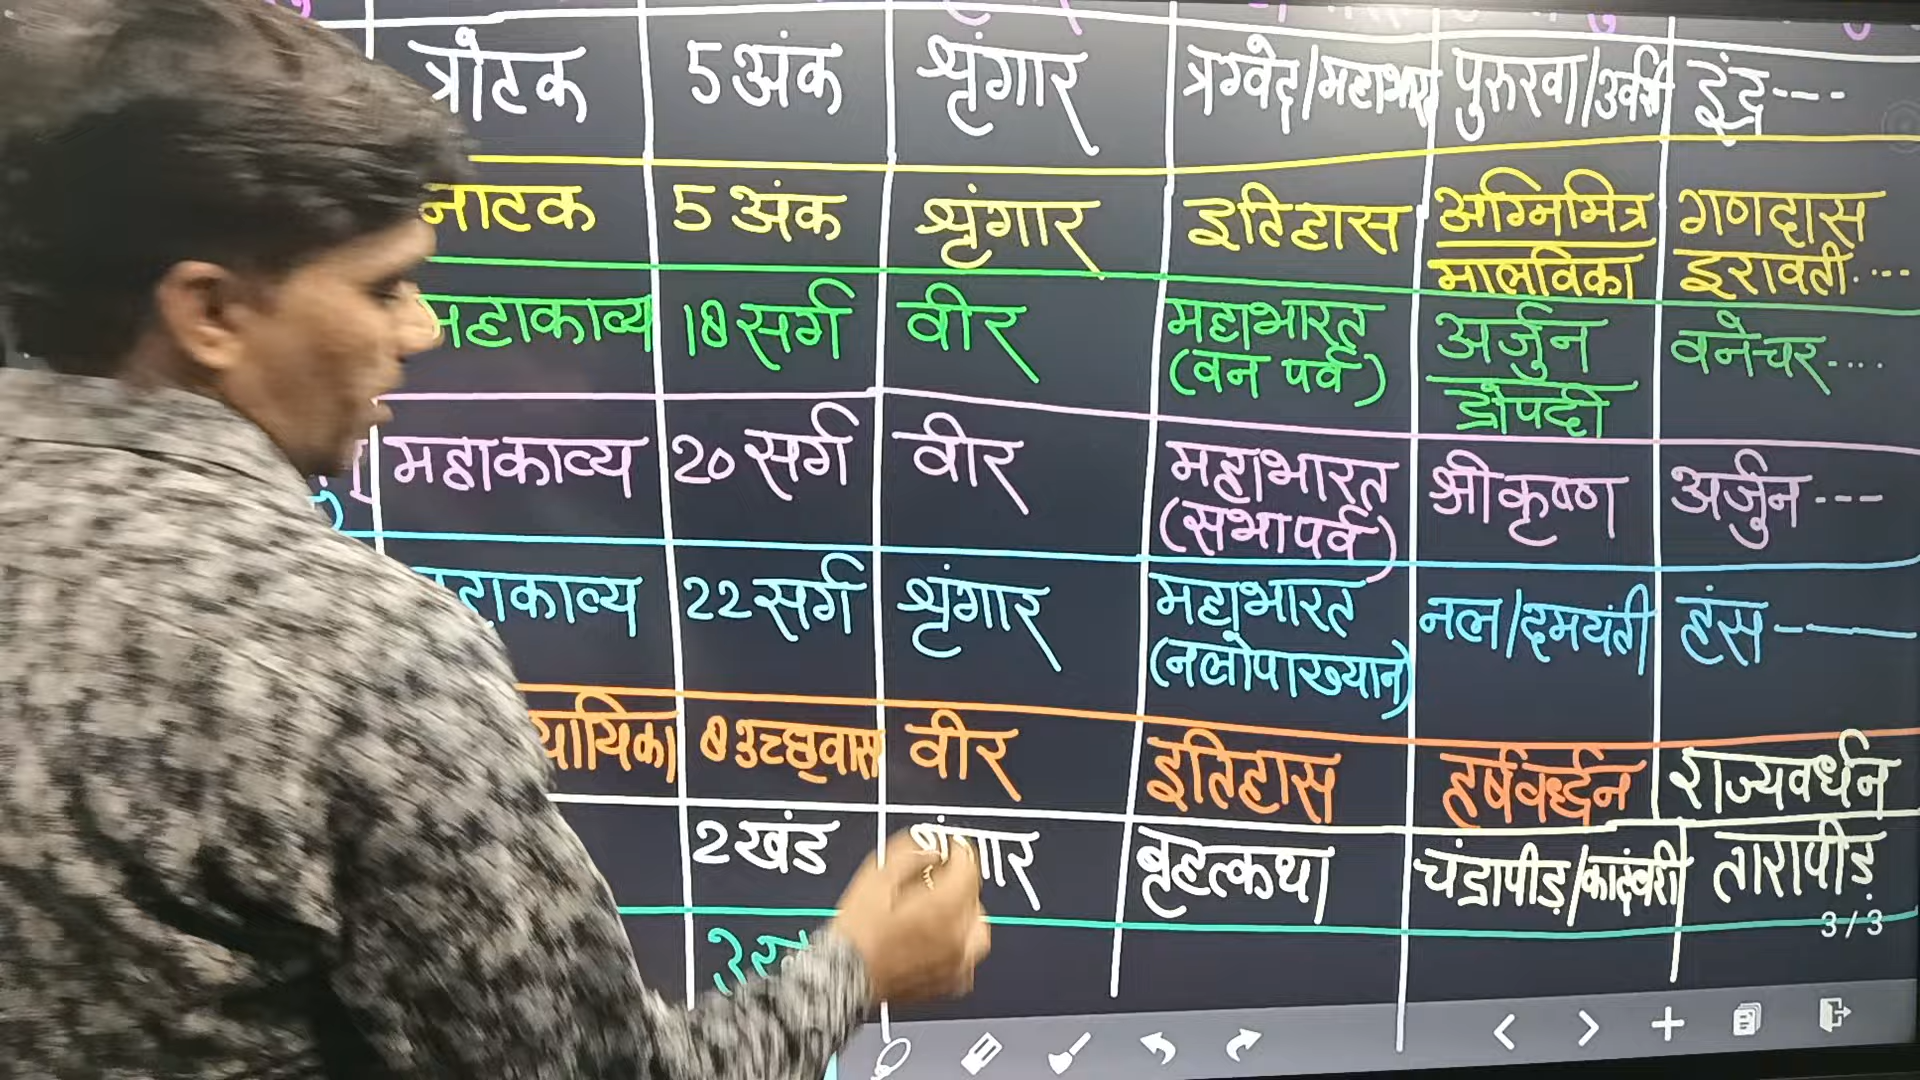 त्रोटक 5 अंक शृंगार ऋग्वेद/महाभारत पुरुरवा/उर्वशी इंद्र---
नाटक 5 अंक शृंगार इतिहास अग्निमित्र मालविका गणदास इरावती....
महाकाव्य 18 सर्ग वीर महाभारत (वन पर्व) अर्जुन द्रौपदी वनेचर....
महाकाव्य 20 सर्ग वीर महाभारत (सभापर्व) श्रीकृष्ण अर्जुन---
हाकाव्य 22 सर्ग शृंगार महाभारत (नलोपाख्यान) नल/दमयंती हंस---
यायिका 8 उच्छ्वास वीर इतिहास हर्षवर्द्धन राज्यवर्धन
2 खंड शृंगार बृहत्कथा चंद्रापीड़/कादंबरी तारापीड़
3/3